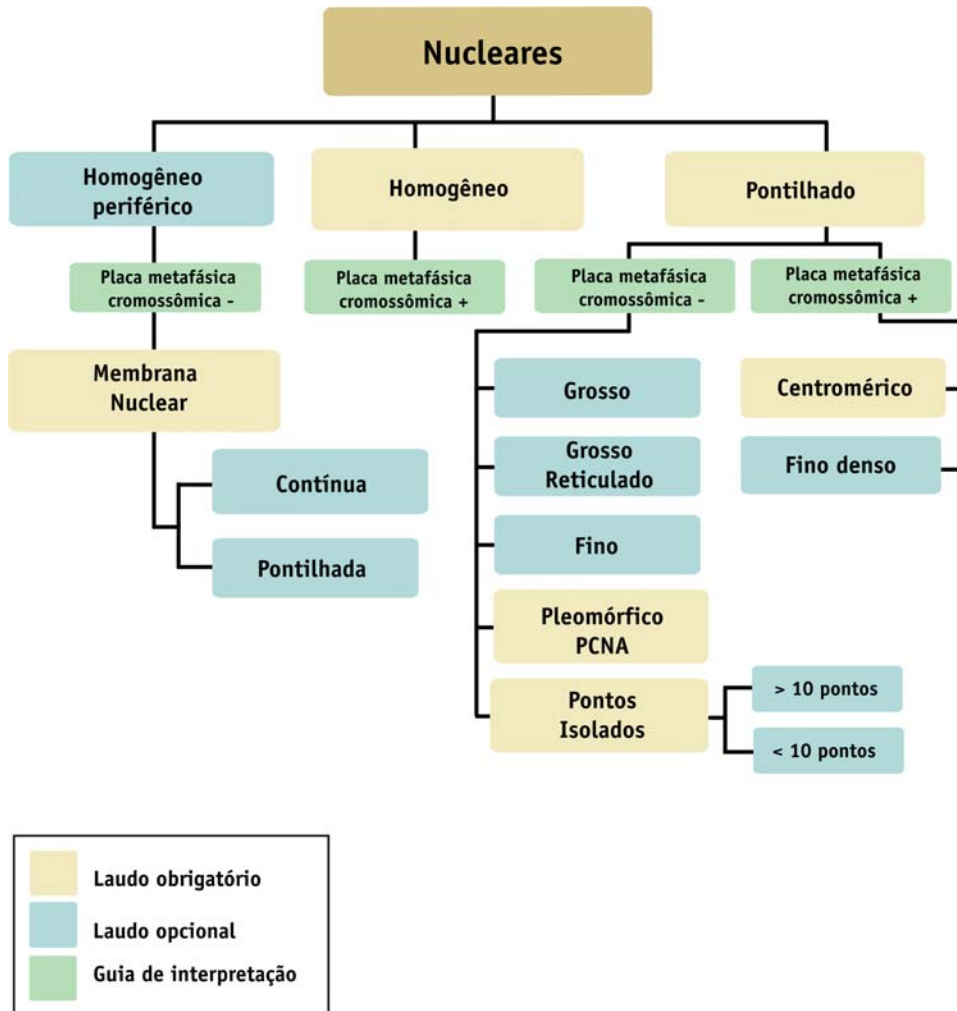 Nucleares
Homogêneo
periférico
Homogêneo
Pontilhado
Placa metafásica
cromossômica -
Placa metafásica
cromossômica +
Placa metafásica
cromossômica -
Placa metafásica
cromossômica +
Membrana
Nuclear
Contínua
Pontilhada
Grosso
Grosso
Reticulado
Fino
Pleomórfico
PCNA
Pontos
Isolados
> 10 pontos
< 10 pontos
Centromérico
Fino denso
Laudo obrigatório
Laudo opcional
Guia de interpretação